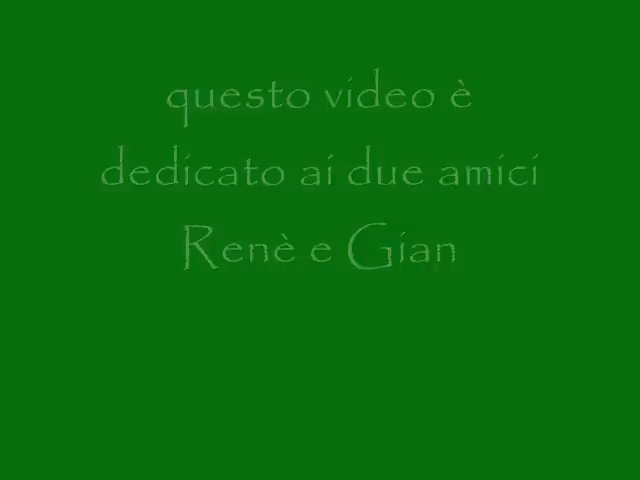 questo video è
dedicato ai due amici
Renè e Gian